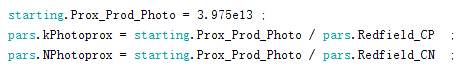 starting.Prox_Prod_Photo = 3.975e13 ;
pars.kPhotoprox = starting.Prox_Prod_Photo / pars.Redfield_CP ;
pars.NPhotoprox = starting.Prox_Prod_Photo / pars.Redfield_CN ;